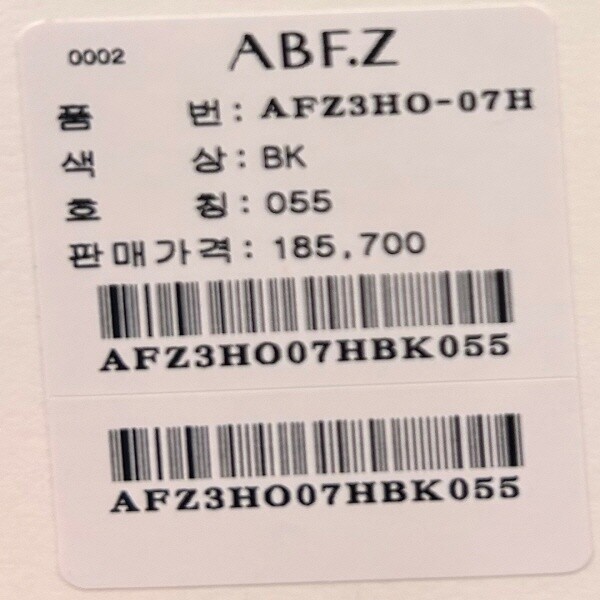 0002 ABF.Z
품 번 : AFZ3HO-07H
색 상 : BK
호 칭 : 055
판매가격 : 185,700
AFZ3HO07HBK055
AFZ3HO07HBK055